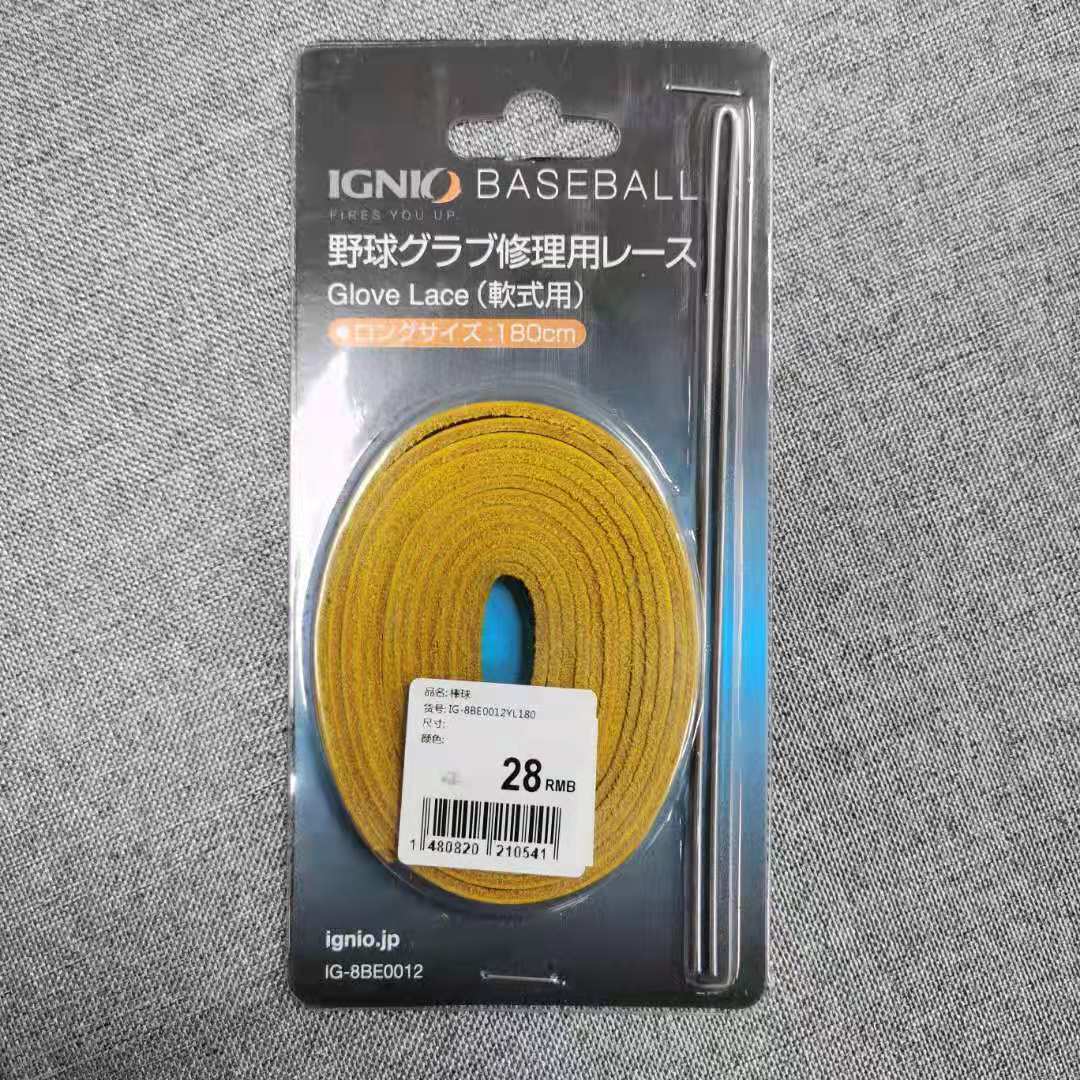 IGNIO BASEBALL
FIRES YOU UP.
野球グラブ修理用レース
Glove Lace（軟式用）
●ロングサイズ:180cm
品名: 棒球
货号: IG-8BE0012YL180
尺寸:
颜色:
28 RMB
1 480820 210541
ignio.jp
IG-8BE0012